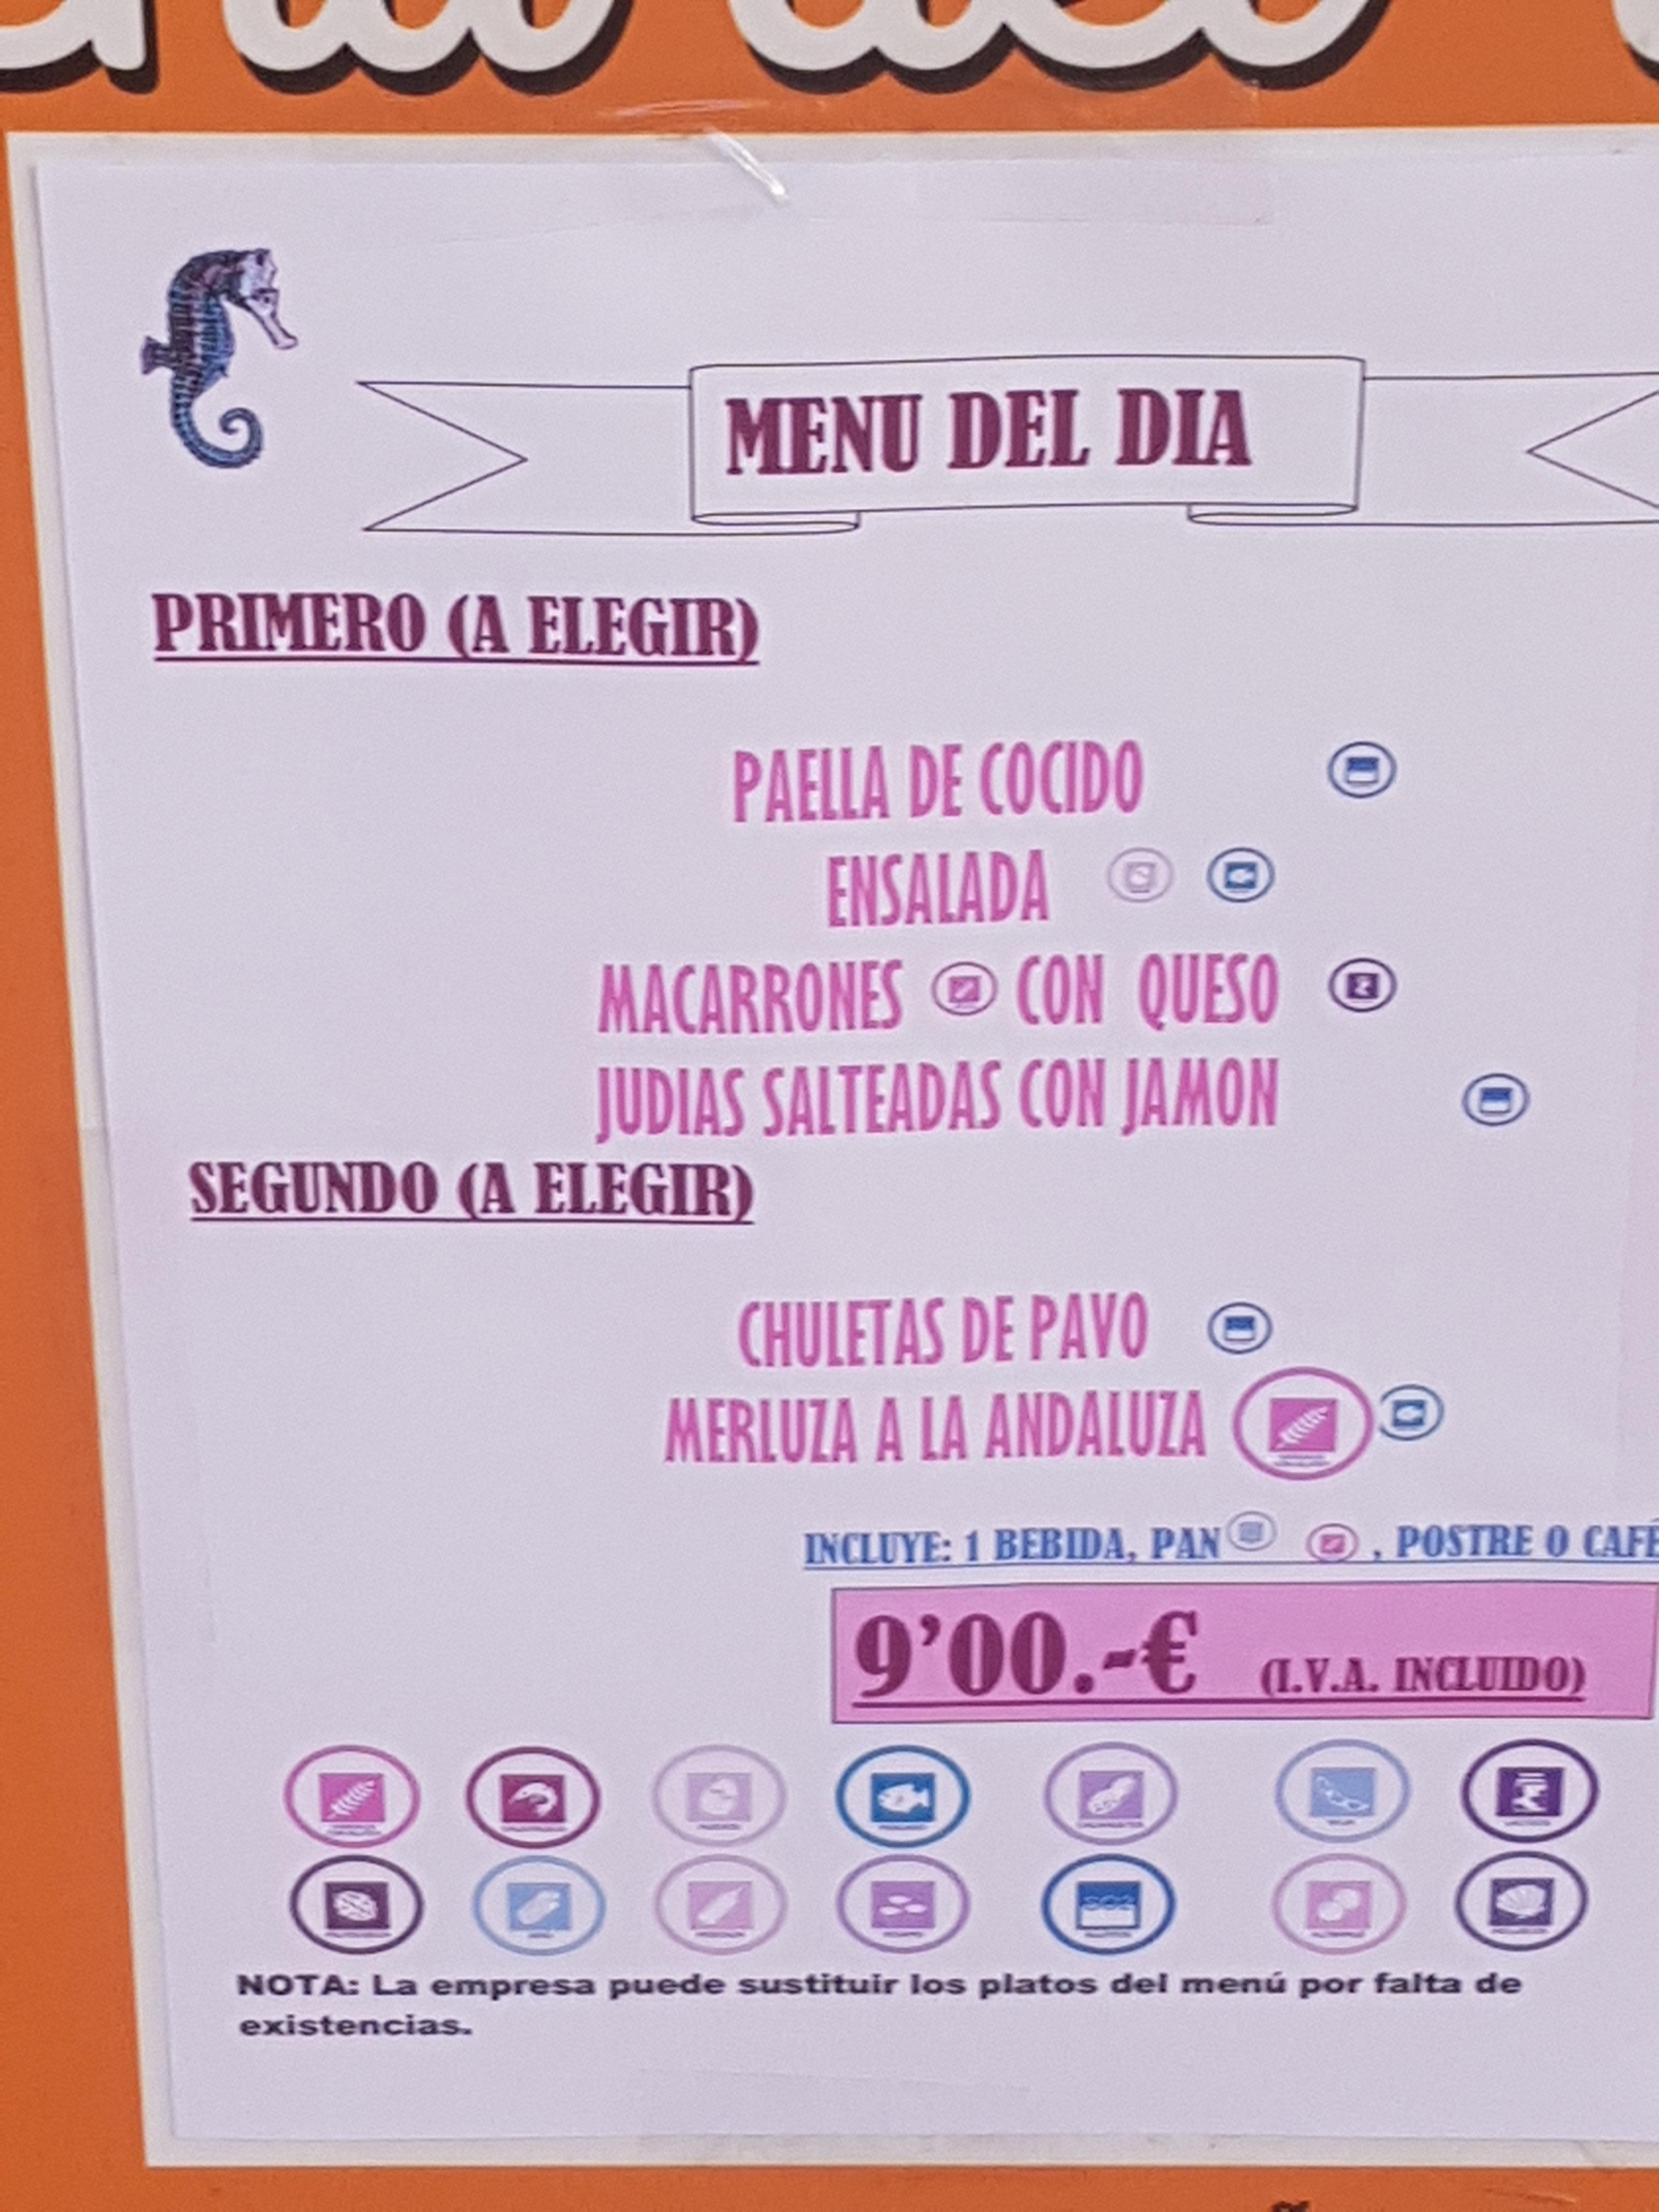 MENU DEL DIA
PRIMERO (A ELEGIR)
PAELLA DE COCIDO
ENSALADA
MACARRONES CON QUESO
JUDIAS SALTEADAS CON JAMON
SEGUNDO (A ELEGIR)
CHULETAS DE PAVO
MERLUZA A LA ANDALUZA
INCLUYE: 1 BEBIDA, PAN , POSTRE O CAFÉ
9’00.-€ (I.V.A. INCLUIDO)
NOTA: La empresa puede sustituir los platos del menú por falta de
existencias.